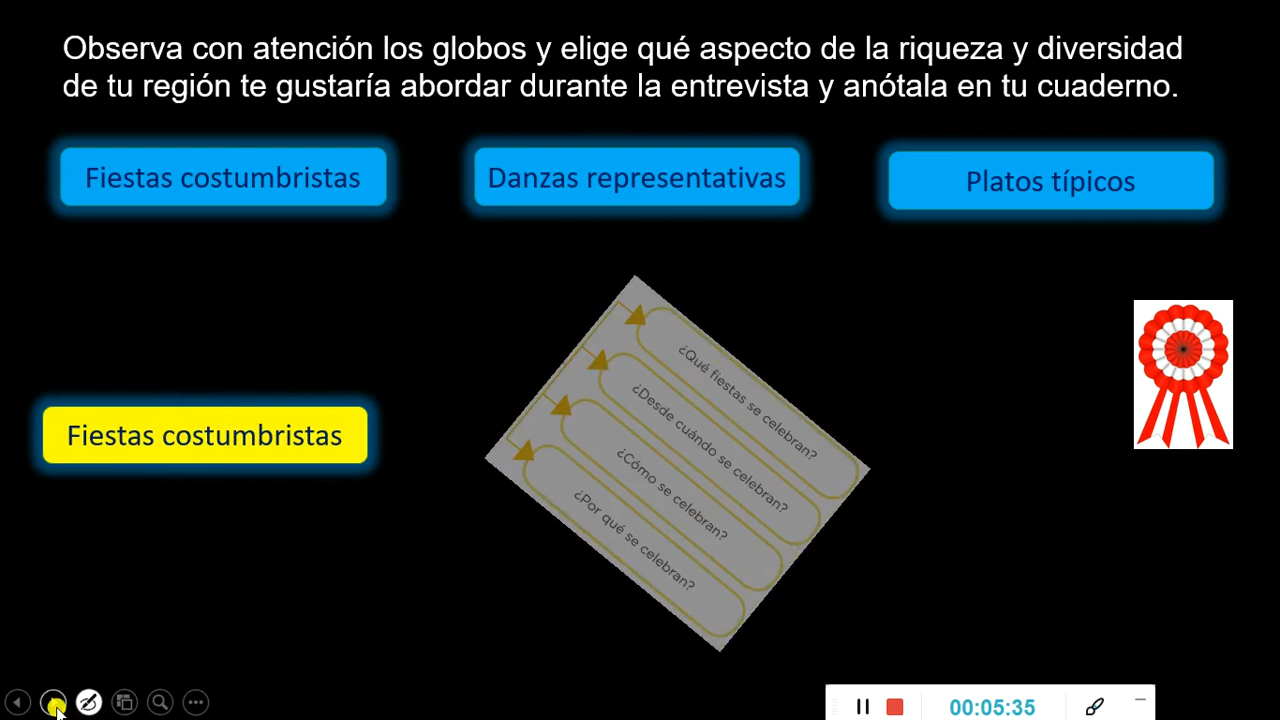 Observa con atención los globos y elige qué aspecto de la riqueza y diversidad
de tu región te gustaría abordar durante la entrevista y anótala en tu cuaderno.
Fiestas costumbristas
Danzas representativas
Platos típicos
Fiestas costumbristas
¿Qué fiestas se celebran?
¿Desde cuándo se celebran?
¿Cómo se celebran?
¿Por qué se celebran?
00:05:35